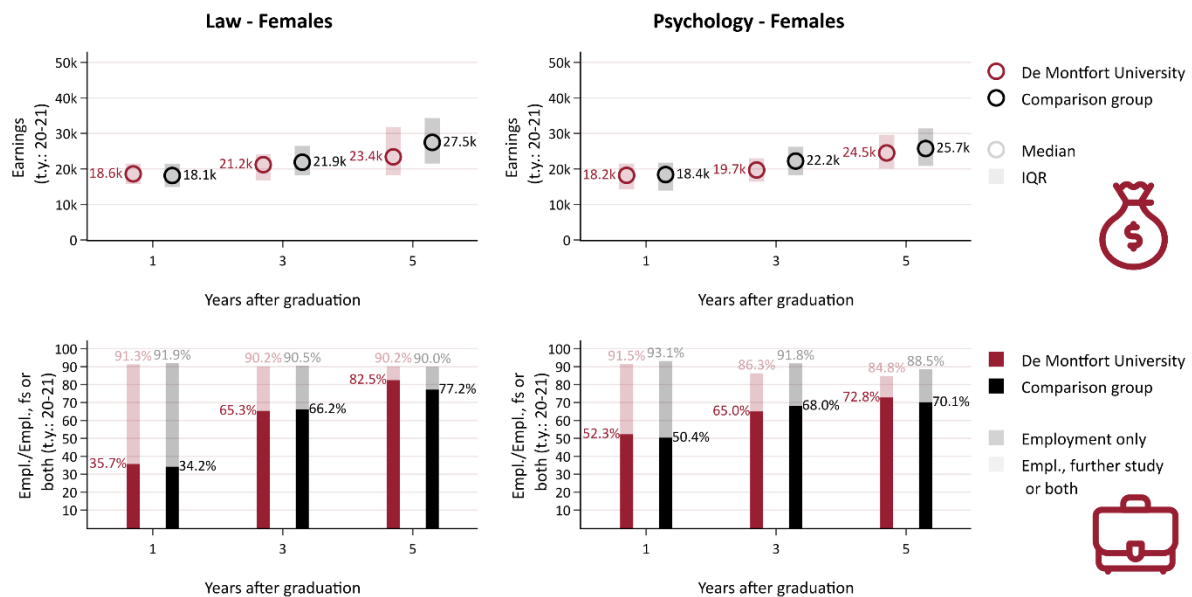 Law - Females
Psychology - Females
50k
40k
30k
20k
10k
0
Earnings
(t.y.: 20-21)
18.6k
18.1k
21.2k
21.9k
23.4k
27.5k
1
3
5
Years after graduation
50k
40k
30k
20k
10k
0
Earnings
(t.y.: 20-21)
18.2k
18.4k
19.7k
22.2k
24.5k
25.7k
1
3
5
Years after graduation
De Montfort University
Comparison group
Median
IQR
$
100
90
80
70
60
50
40
30
20
10
Empl./Empl., fs or
both (t.y.: 20-21)
91.3%
91.9%
90.2%
90.5%
90.2%
90.0%
35.7%
34.2%
65.3%
66.2%
82.5%
77.2%
1
3
5
Years after graduation
100
90
80
70
60
50
40
30
20
10
Empl./Empl., fs or
both (t.y.: 20-21)
91.5%
93.1%
86.3%
91.8%
84.8%
88.5%
52.3%
50.4%
65.0%
68.0%
72.8%
70.1%
1
3
5
Years after graduation
De Montfort University
Comparison group
Employment only
Empl., further study
or both